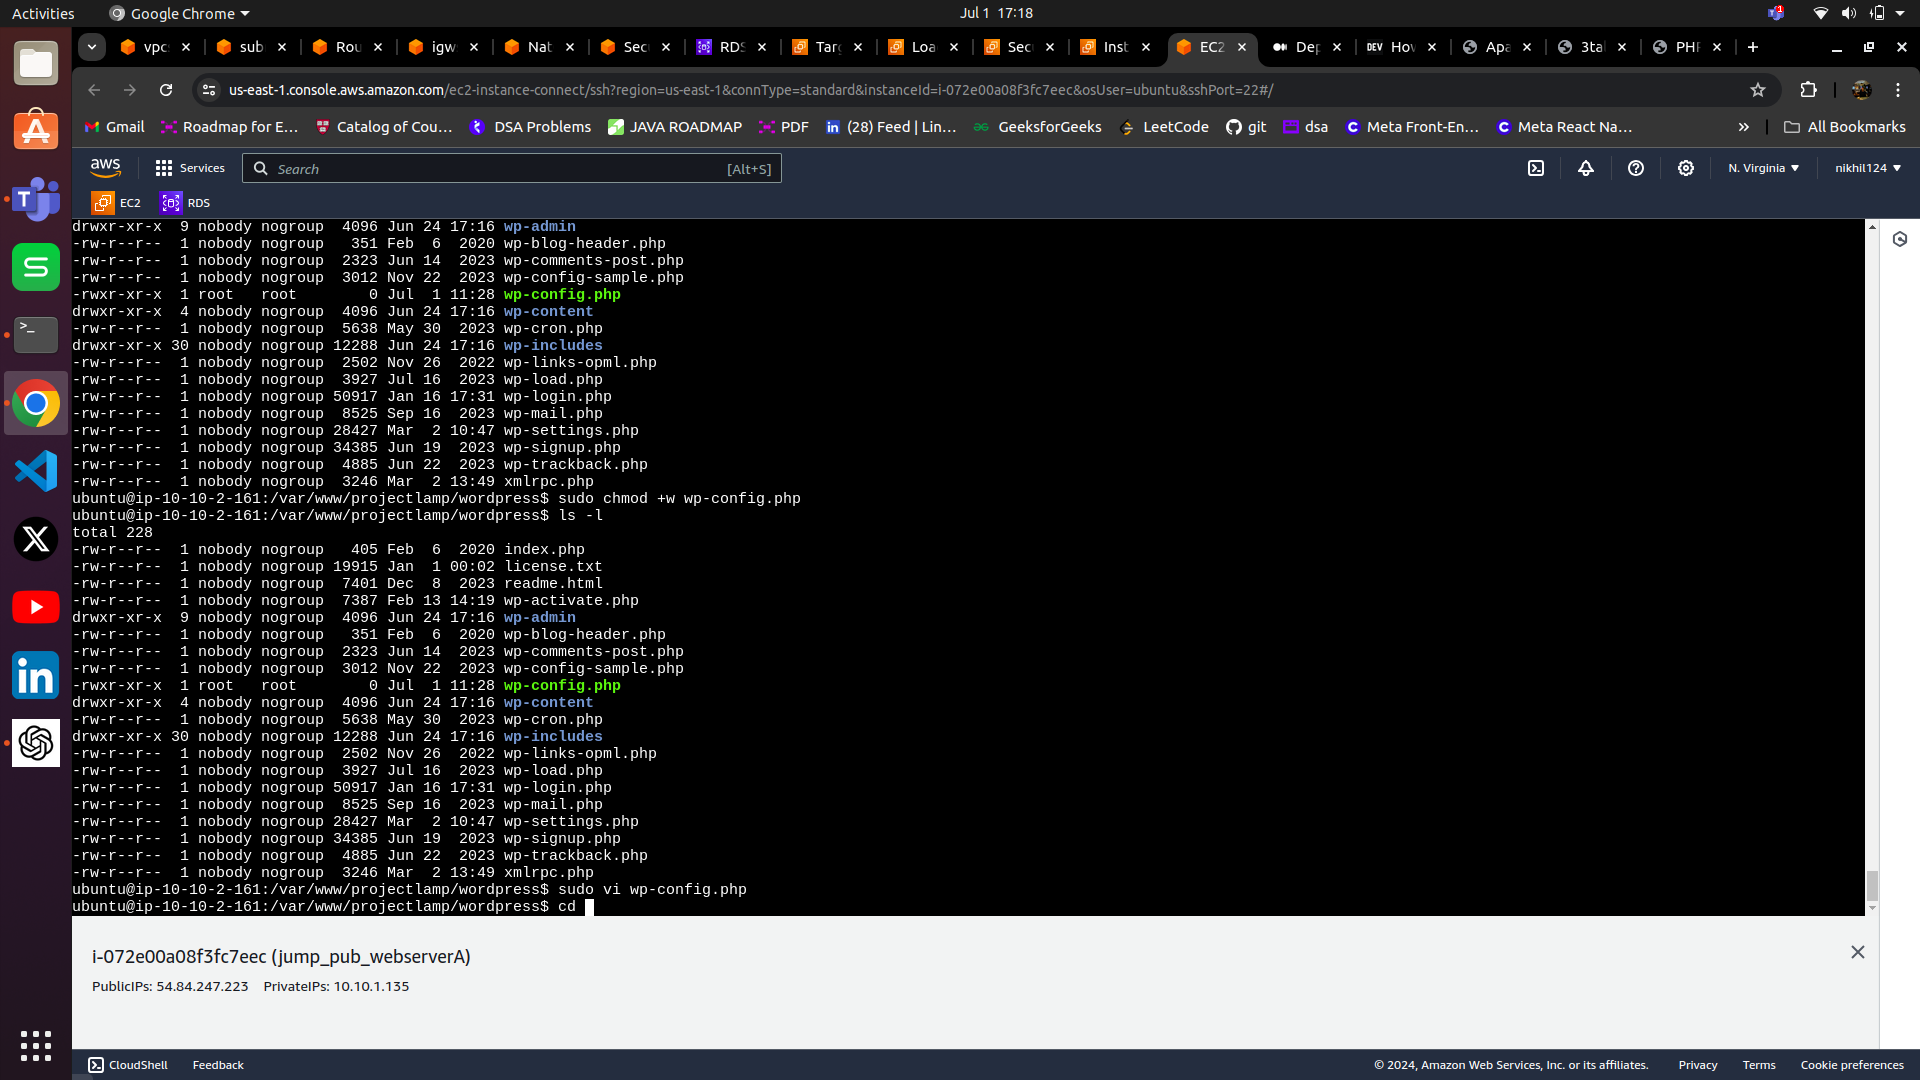 Activities
Google Chrome
Jul 1 17:18
1
vpc
sub
Rou
igw
Nat
Sec
RDS
Targ
Loa
Sec
Inst
EC2
Dep
DEV
Hov
Apa
3tal
PHF
us-east-1.console.aws.amazon.com/ec2-instance-connect/ssh?region=us-east-1&connType=standard&instanceId=i-072e00a08f3fc7eec&osUser=ubuntu&sshPort=22#/
Gmail
Roadmap for E...
Catalog of Cou...
DSA Problems
JAVA ROADMAP
PDF
(28) Feed | Lin...
GeeksforGeeks
LeetCode
git
dsa
Meta Front-En...
Meta React Na...
»
All Bookmarks
aws
Services
Search
[Alt+S]
N. Virginia
nikhil124
EC2
RDS
drwxr-xr-x  9 nobody nogroup  4096 Jun 24 17:16 wp-admin
-rw-r--r--  1 nobody nogroup   351 Feb  6  2020 wp-blog-header.php
-rw-r--r--  1 nobody nogroup  2323 Jun 14  2023 wp-comments-post.php
-rw-r--r--  1 nobody nogroup  3012 Nov 22  2023 wp-config-sample.php
-rwxr-xr-x  1 root   root        0 Jul  1 11:28 wp-config.php
drwxr-xr-x  4 nobody nogroup  4096 Jun 24 17:16 wp-content
-rw-r--r--  1 nobody nogroup  5638 May 30  2023 wp-cron.php
drwxr-xr-x 30 nobody nogroup 12288 Jun 24 17:16 wp-includes
-rw-r--r--  1 nobody nogroup  2502 Nov 26  2022 wp-links-opml.php
-rw-r--r--  1 nobody nogroup  3927 Jul 16  2023 wp-load.php
-rw-r--r--  1 nobody nogroup 50917 Jan 16 17:31 wp-login.php
-rw-r--r--  1 nobody nogroup  8525 Sep 16  2023 wp-mail.php
-rw-r--r--  1 nobody nogroup 28427 Mar  2 10:47 wp-settings.php
-rw-r--r--  1 nobody nogroup 34385 Jun 19  2023 wp-signup.php
-rw-r--r--  1 nobody nogroup  4885 Jun 22  2023 wp-trackback.php
-rw-r--r--  1 nobody nogroup  3246 Mar  2 13:49 xmlrpc.php
ubuntu@ip-10-10-2-161:/var/www/projectlamp/wordpress$ sudo chmod +w wp-config.php
ubuntu@ip-10-10-2-161:/var/www/projectlamp/wordpress$ ls -l
total 228
-rw-r--r--  1 nobody nogroup   405 Feb  6  2020 index.php
-rw-r--r--  1 nobody nogroup 19915 Jan  1 00:02 license.txt
-rw-r--r--  1 nobody nogroup  7401 Dec  8  2023 readme.html
-rw-r--r--  1 nobody nogroup  7387 Feb 13 14:19 wp-activate.php
drwxr-xr-x  9 nobody nogroup  4096 Jun 24 17:16 wp-admin
-rw-r--r--  1 nobody nogroup   351 Feb  6  2020 wp-blog-header.php
-rw-r--r--  1 nobody nogroup  2323 Jun 14  2023 wp-comments-post.php
-rw-r--r--  1 nobody nogroup  3012 Nov 22  2023 wp-config-sample.php
-rwxr-xr-x  1 root   root        0 Jul  1 11:28 wp-config.php
drwxr-xr-x  4 nobody nogroup  4096 Jun 24 17:16 wp-content
-rw-r--r--  1 nobody nogroup  5638 May 30  2023 wp-cron.php
drwxr-xr-x 30 nobody nogroup 12288 Jun 24 17:16 wp-includes
-rw-r--r--  1 nobody nogroup  2502 Nov 26  2022 wp-links-opml.php
-rw-r--r--  1 nobody nogroup  3927 Jul 16  2023 wp-load.php
-rw-r--r--  1 nobody nogroup 50917 Jan 16 17:31 wp-login.php
-rw-r--r--  1 nobody nogroup  8525 Sep 16  2023 wp-mail.php
-rw-r--r--  1 nobody nogroup 28427 Mar  2 10:47 wp-settings.php
-rw-r--r--  1 nobody nogroup 34385 Jun 19  2023 wp-signup.php
-rw-r--r--  1 nobody nogroup  4885 Jun 22  2023 wp-trackback.php
-rw-r--r--  1 nobody nogroup  3246 Mar  2 13:49 xmlrpc.php
ubuntu@ip-10-10-2-161:/var/www/projectlamp/wordpress$ sudo vi wp-config.php
ubuntu@ip-10-10-2-161:/var/www/projectlamp/wordpress$ cd
i-072e00a08f3fc7eec (jump_pub_webserverA)
PublicIPs: 54.84.247.223 PrivateIPs: 10.10.1.135
CloudShell
Feedback
© 2024, Amazon Web Services, Inc. or its affiliates.
Privacy
Terms
Cookie preferences